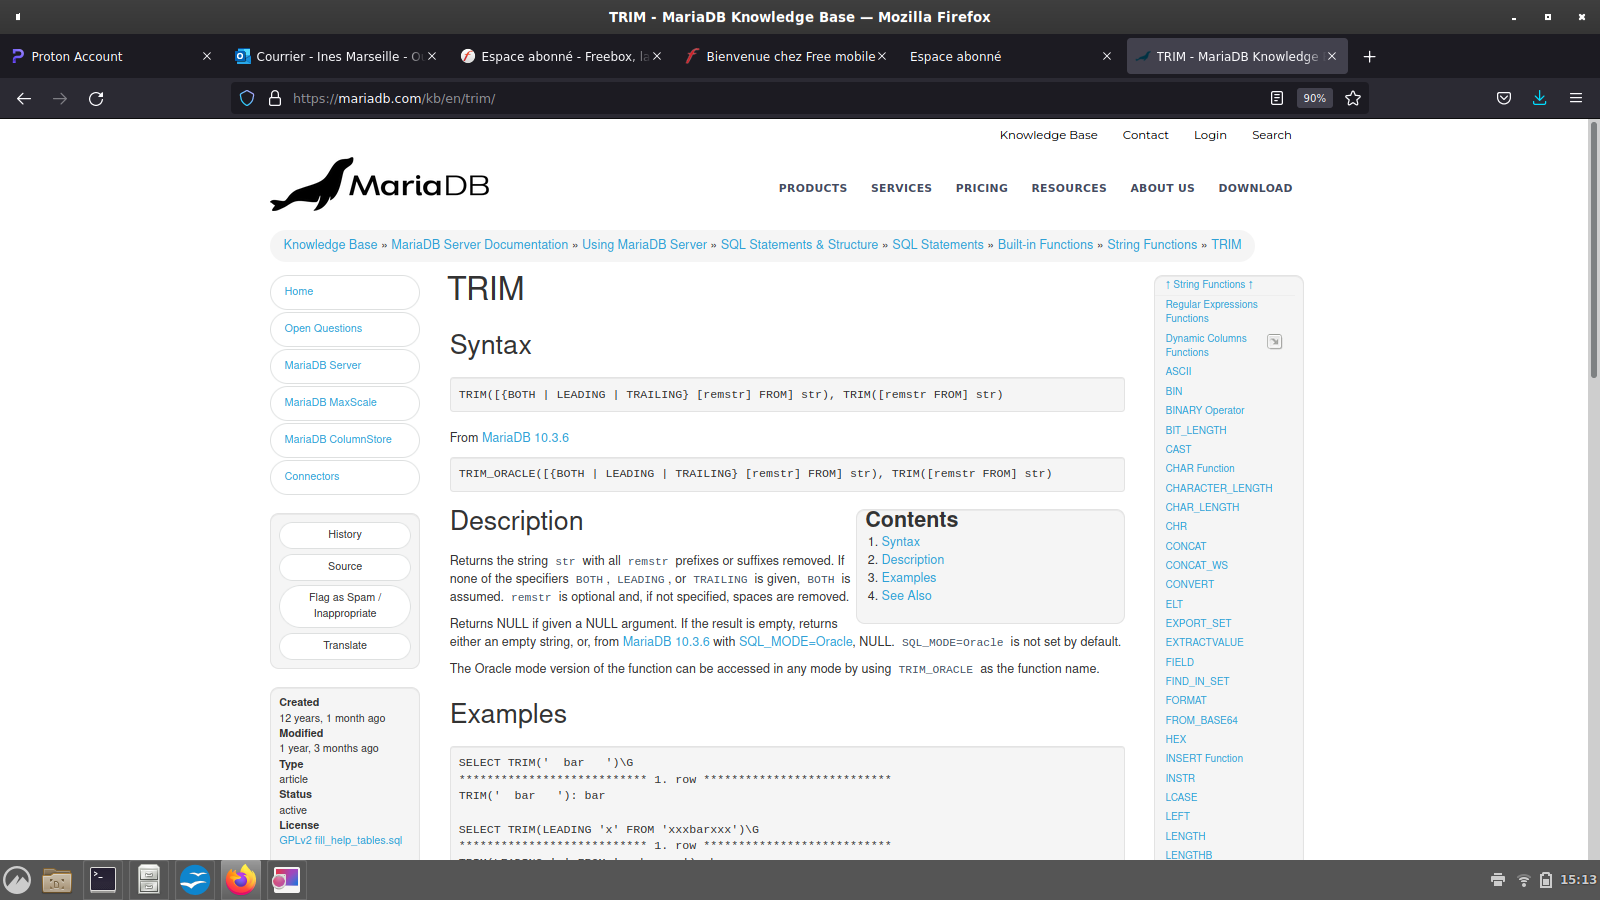 TRIM - MariaDB Knowledge Base — Mozilla Firefox
Proton Account
Courrier - Ines Marseille - O
Espace abonné - Freebox, la
Bienvenue chez Free mobile
Espace abonné
TRIM - MariaDB Knowledge
https://mariadb.com/kb/en/trim/
90%
Knowledge Base Contact Login Search
MariaDB
PRODUCTS SERVICES PRICING RESOURCES ABOUT US DOWNLOAD
Knowledge Base » MariaDB Server Documentation » Using MariaDB Server » SQL Statements & Structure » SQL Statements » Built-in Functions » String Functions » TRIM
Home
Open Questions
MariaDB Server
MariaDB MaxScale
MariaDB ColumnStore
Connectors
History
Source
Flag as Spam /
Inappropriate
Translate
Created
12 years, 1 month ago
Modified
1 year, 3 months ago
Type
article
Status
active
License
GPLv2 fill_help_tables.sql
TRIM
Syntax
TRIM([{BOTH | LEADING | TRAILING} [remstr] FROM] str), TRIM([remstr FROM] str)
From MariaDB 10.3.6
TRIM_ORACLE([{BOTH | LEADING | TRAILING} [remstr] FROM] str), TRIM([remstr FROM] str)
Description
Returns the string str with all remstr prefixes or suffixes removed. If
none of the specifiers BOTH, LEADING, or TRAILING is given, BOTH is
assumed. remstr is optional and, if not specified, spaces are removed.
Returns NULL if given a NULL argument. If the result is empty, returns
either an empty string, or, from MariaDB 10.3.6 with SQL_MODE=Oracle, NULL. SQL_MODE=Oracle is not set by default.
The Oracle mode version of the function can be accessed in any mode by using TRIM_ORACLE as the function name.
Contents
1. Syntax
2. Description
3. Examples
4. See Also
Examples
SELECT TRIM('  bar   ')\G
*************************** 1. row ***************************
TRIM('  bar   '): bar
SELECT TRIM(LEADING 'x' FROM 'xxxbarxxx')\G
*************************** 1. row ***************************
↑ String Functions ↑
Regular Expressions
Functions
Dynamic Columns
Functions
ASCII
BIN
BINARY Operator
BIT_LENGTH
CAST
CHAR Function
CHARACTER_LENGTH
CHAR_LENGTH
CHR
CONCAT
CONCAT_WS
CONVERT
ELT
EXPORT_SET
EXTRACTVALUE
FIELD
FIND_IN_SET
FORMAT
FROM_BASE64
HEX
INSERT Function
INSTR
LCASE
LEFT
LENGTH
LENGTHB
15:13